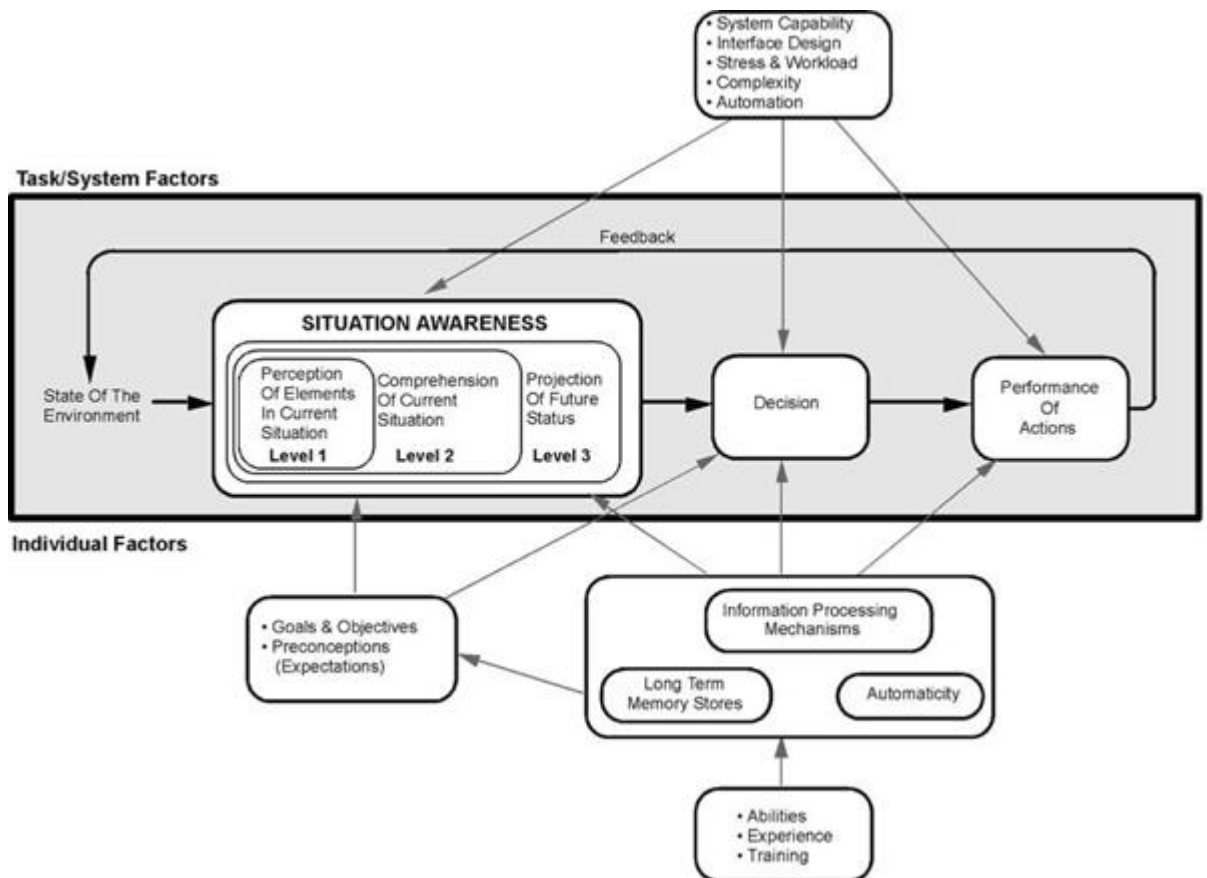 • System Capability
• Interface Design
• Stress & Workload
• Complexity
• Automation
Task/System Factors
Feedback
SITUATION AWARENESS
State Of The
Environment
Perception
Of Elements
In Current
Situation
Level 1
Comprehension
Of Current
Situation
Level 2
Projection
Of Future
Status
Level 3
Decision
Performance
Of
Actions
Individual Factors
• Goals & Objectives
• Preconceptions
(Expectations)
Information Processing
Mechanisms
Long Term
Memory Stores
Automaticity
• Abilities
• Experience
• Training